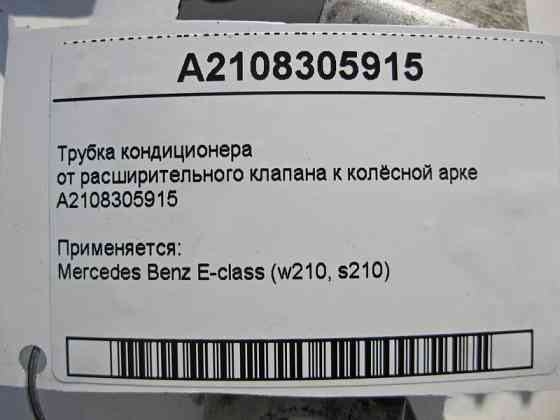 A2108305915
Трубка кондиционера
от расширительного клапана к колёсной арке
A2108305915
Применяется:
Mercedes Benz E-class (w210, s210)